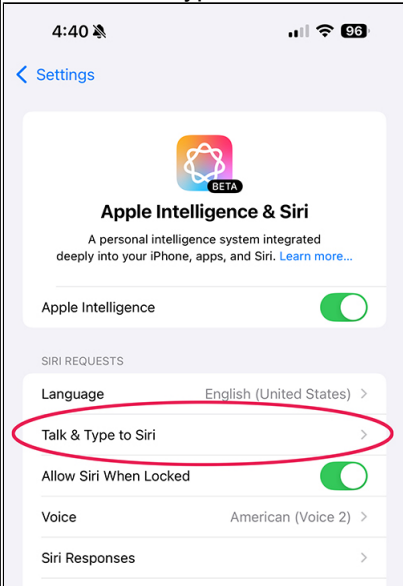 4:40
96
Settings
BETA
Apple Intelligence & Siri
A personal intelligence system integrated
deeply into your iPhone, apps, and Siri. Learn more...
Apple Intelligence
SIRI REQUESTS
Language English (United States)
Talk & Type to Siri
Allow Siri When Locked
Voice American (Voice 2)
Siri Responses